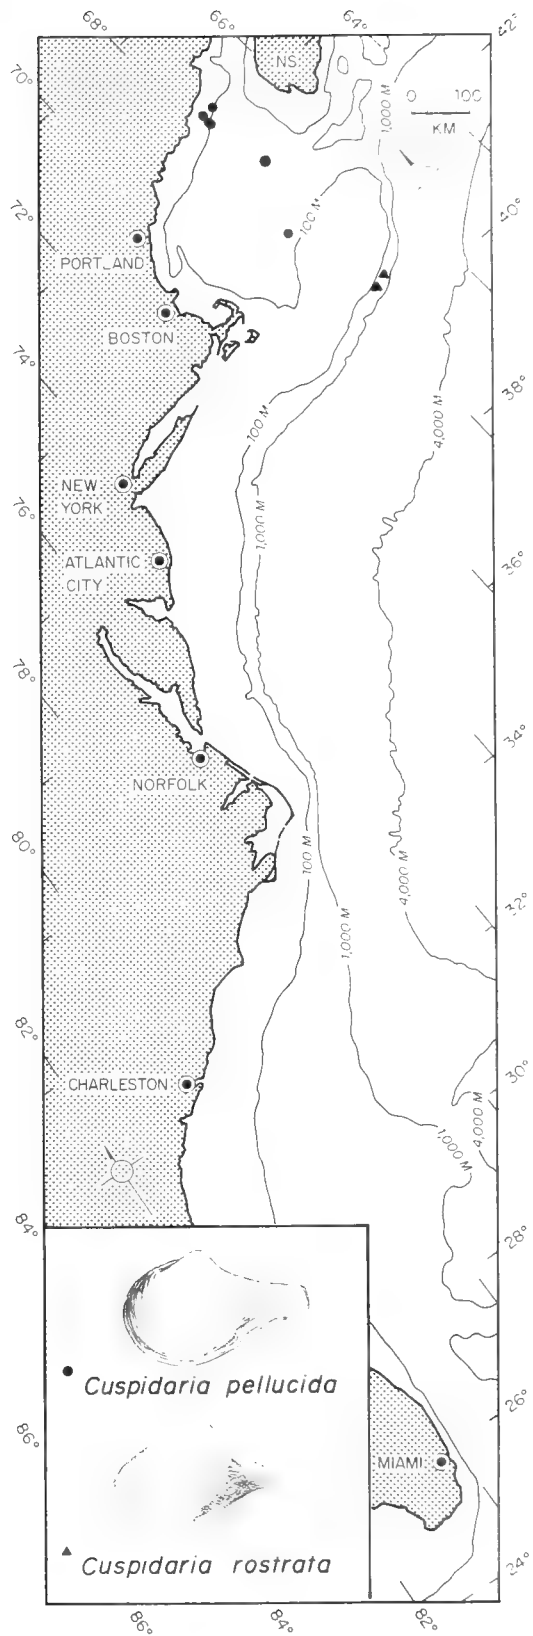 68°
66°
64°
42°
70°
NS
1,000 M
0 100
KM
72°
40°
100 M
PORTLAND
BOSTON
74°
38°
4,000 M
100 M
NEW
YORK
1,000 M
76°
ATLANTIC
CITY
36°
78°
34°
NORFOLK
80°
100 M
4,000 M
32°
1,000 M
82°
30°
CHARLESTON
4,000 M
1,000 M
84°
28°
Cuspidaria pellucida
26°
86°
MIAMI
Cuspidaria rostrata
24°
86°
84°
82°